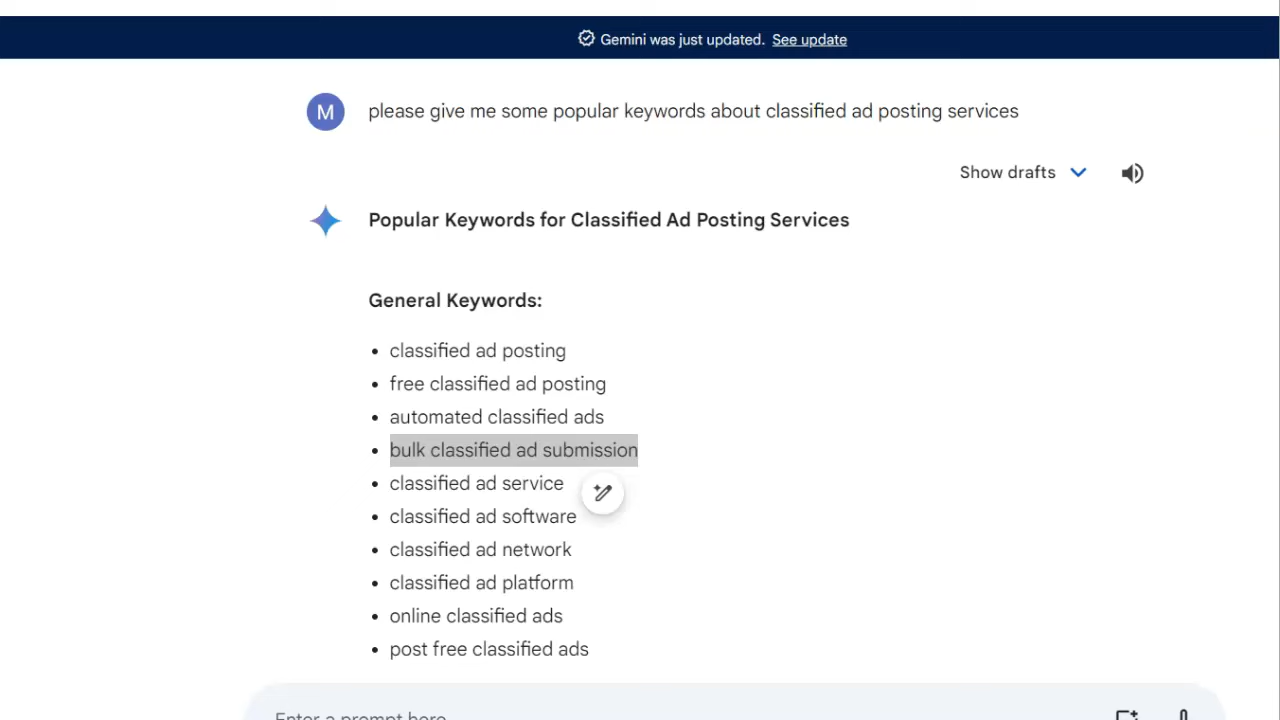 Gemini was just updated. See update
M please give me some popular keywords about classified ad posting services
Show drafts
Popular Keywords for Classified Ad Posting Services
General Keywords:
• classified ad posting
• free classified ad posting
• automated classified ads
• bulk classified ad submission
• classified ad service
• classified ad software
• classified ad network
• classified ad platform
• online classified ads
• post free classified ads
Enter a prompt here